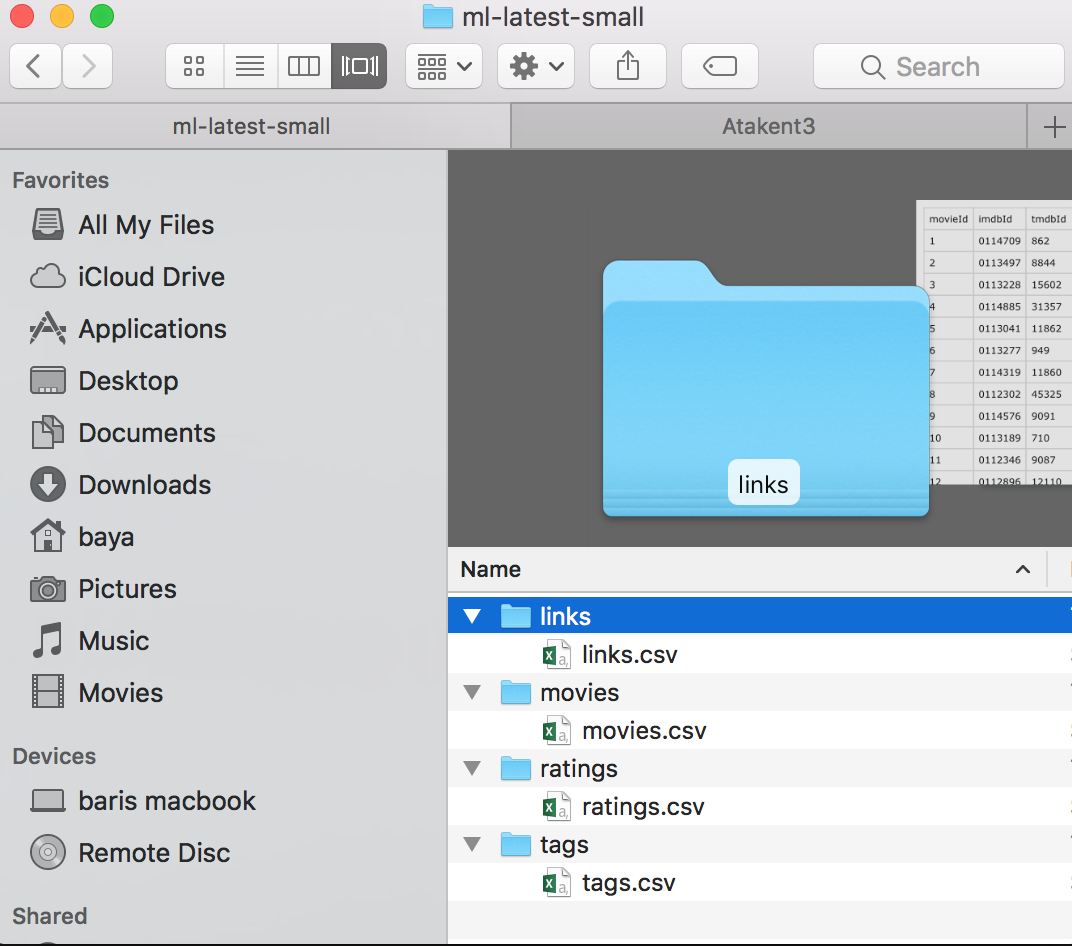 ml-latest-small
Search
ml-latest-small
Atakent3
Favorites
All My Files
iCloud Drive
Applications
Desktop
Documents
Downloads
baya
Pictures
Music
Movies
Devices
baris macbook
Remote Disc
Shared
movieId imdbId tmdbId
1 0114709 862
2 0113497 8844
3 0113228 15602
4 0114885 31357
5 0113041 11862
6 0113277 949
7 0114319 11860
8 0112302 45325
9 0114576 9091
10 0113189 710
11 0112346 9087
12 0112896 12110
links
Name
links
links.csv
movies
movies.csv
ratings
ratings.csv
tags
tags.csv